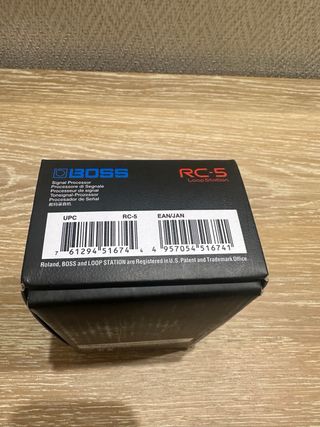 BOSS
RC-5
Loop Station
Signal Processor
Processore di Segnale
Processeur de signal
Tonsignal-Prozessor
Procesador de Señal
UPC RC-5 EAN/JAN
7 61294 51674 4
4 957054 516741
Roland, BOSS and LOOP STATION are Registered in U.S. Patent and Trademark Office.